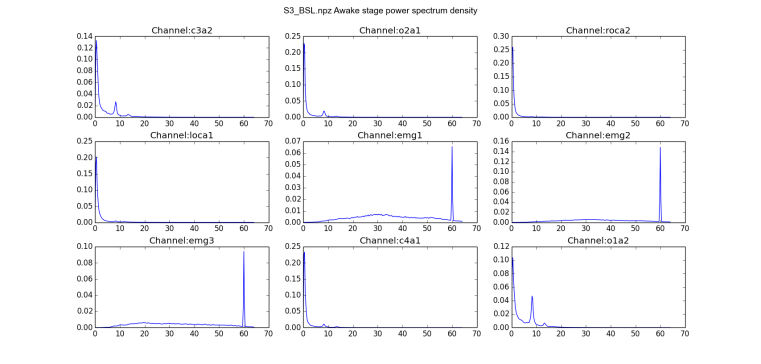 S3_BSL.npz Awake stage power spectrum density
Channel:c3a2 Channel:o2a1 Channel:roca2
0.14 0.25 0.30
0.12 0.20 0.25
0.10 0.15 0.20
0.08 0.10 0.15
0.06 0.05 0.10
0.04 0.00 0.05
0.02 0.00
0.00
0 10 20 30 40 50 60 70 0 10 20 30 40 50 60 70 0 10 20 30 40 50 60 70
Channel:loca1 Channel:emg1 Channel:emg2
0.25 0.07 0.16
0.20 0.06 0.14
0.15 0.05 0.12
0.10 0.04 0.10
0.05 0.03 0.08
0.00 0.02 0.06
0.01 0.04
0.00 0.02
0.00
0 10 20 30 40 50 60 70 0 10 20 30 40 50 60 70 0 10 20 30 40 50 60 70
Channel:emg3 Channel:c4a1 Channel:o1a2
0.10 0.25 0.12
0.08 0.20 0.10
0.06 0.15 0.08
0.04 0.10 0.06
0.02 0.05 0.04
0.00 0.00 0.02
0.00
0 10 20 30 40 50 60 70 0 10 20 30 40 50 60 70 0 10 20 30 40 50 60 70